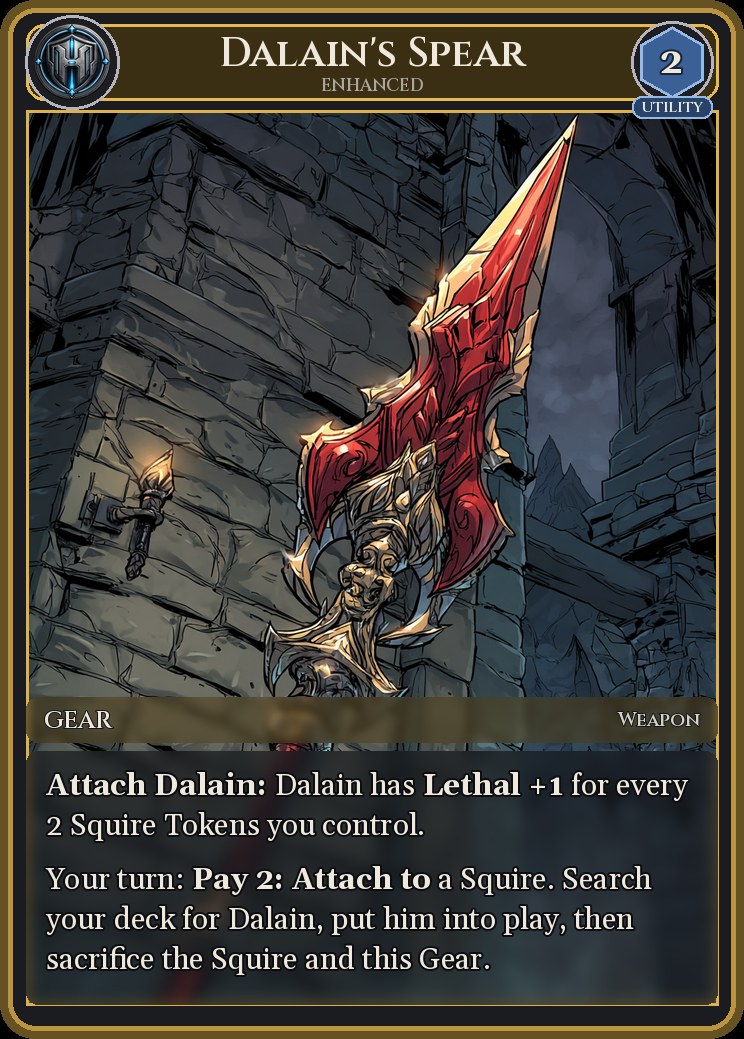 Dalain's Spear
ENHANCED
2
UTILITY
GEAR
Weapon
Attach Dalain: Dalain has Lethal +1 for every
2 Squire Tokens you control.
Your turn: Pay 2: Attach to a Squire. Search
your deck for Dalain, put him into play, then
sacrifice the Squire and this Gear.